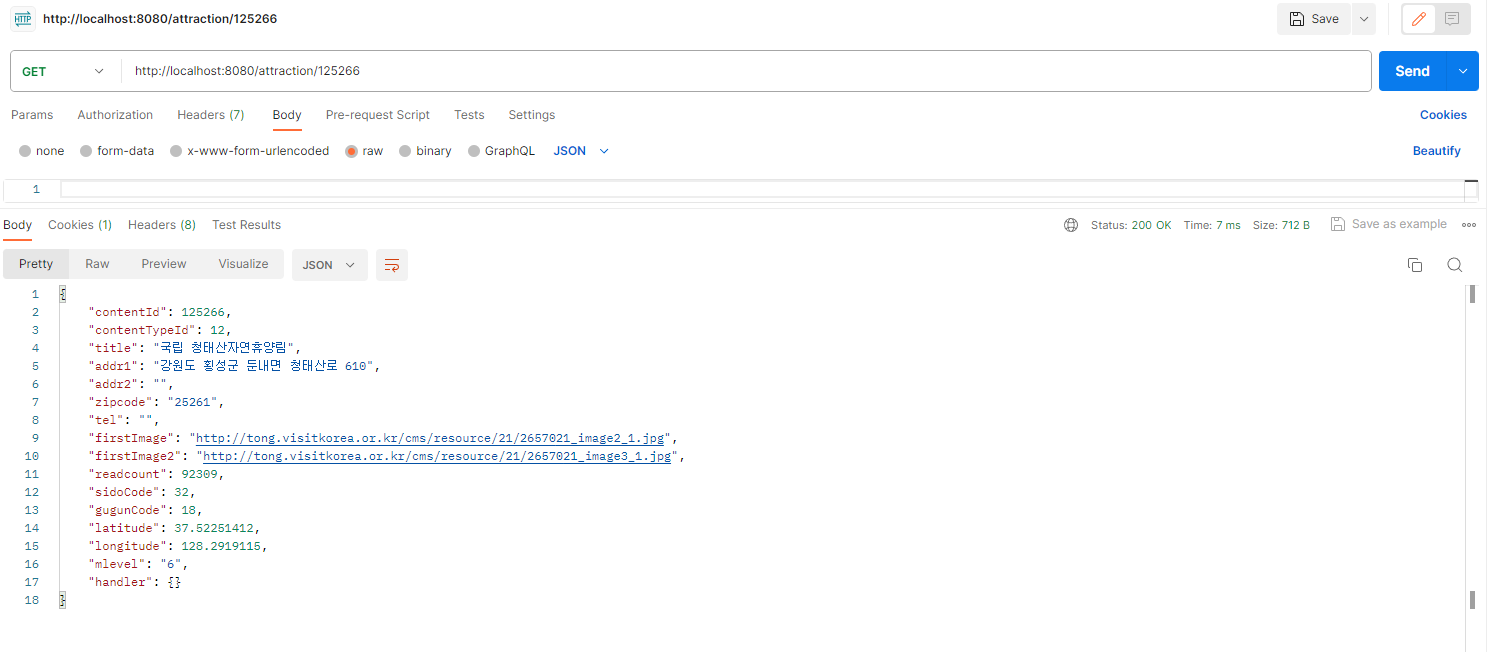 HTTP http://localhost:8080/attraction/125266 Save
GET http://localhost:8080/attraction/125266 Send
Params Authorization Headers (7) Body Pre-request Script Tests Settings Cookies
none form-data x-www-form-urlencoded raw binary GraphQL JSON Beautify
1
Body Cookies (1) Headers (8) Test Results Status: 200 OK Time: 7 ms Size: 712 B Save as example
Pretty Raw Preview Visualize JSON
1 {
2 "contentId": 125266,
3 "contentTypeId": 12,
4 "title": "국립 청태산자연휴양림",
5 "addr1": "강원도 횡성군 둔내면 청태산로 610",
6 "addr2": "",
7 "zipcode": "25261",
8 "tel": "",
9 "firstImage": "http://tong.visitkorea.or.kr/cms/resource/21/2657021_image2_1.jpg",
10 "firstImage2": "http://tong.visitkorea.or.kr/cms/resource/21/2657021_image3_1.jpg",
11 "readcount": 92309,
12 "sidoCode": 32,
13 "gugunCode": 18,
14 "latitude": 37.52251412,
15 "longitude": 128.2919115,
16 "mlevel": "6",
17 "handler": {}
18 }